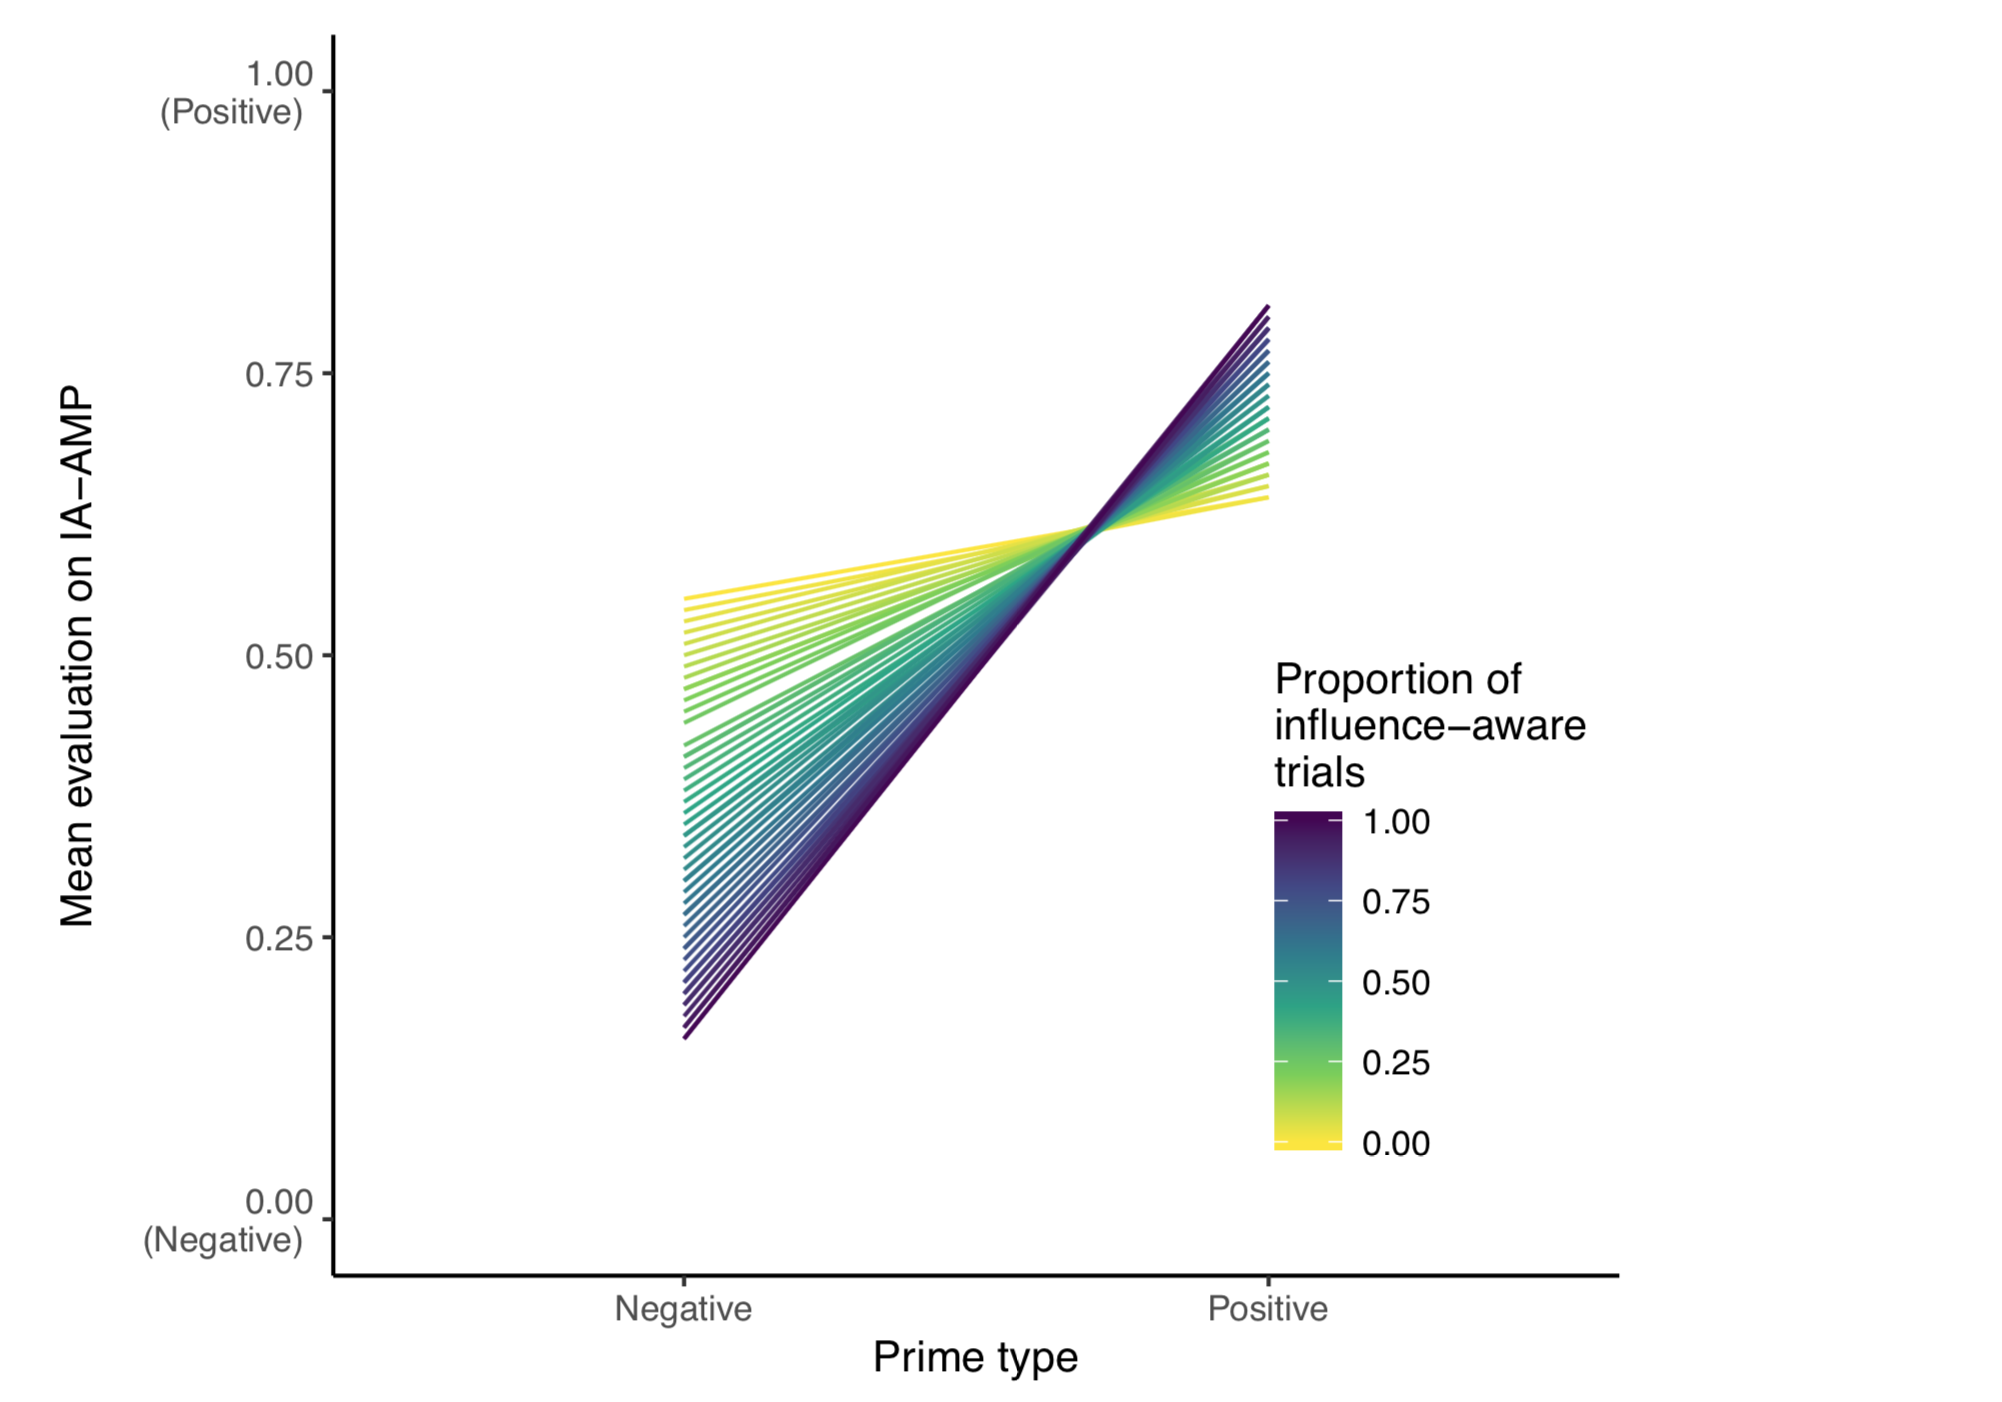 1.00
(Positive)
0.75
0.50
0.25
0.00
(Negative)
Mean evaluation on IA−AMP
Negative
Positive
Prime type
Proportion of
influence−aware
trials
1.00
0.75
0.50
0.25
0.00